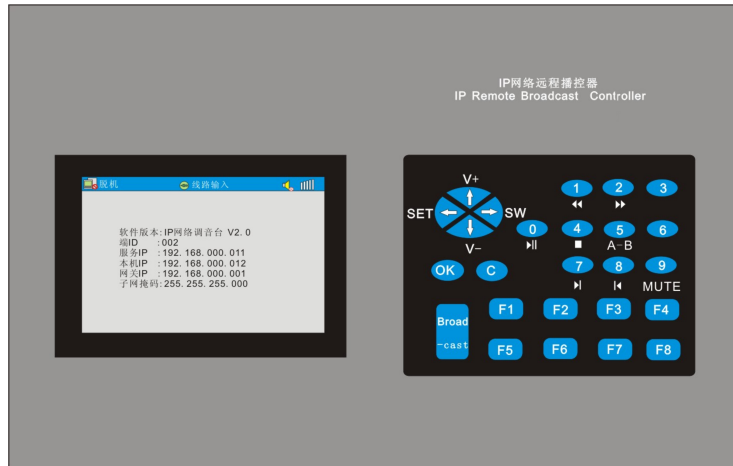 IP网络远程播控器
IP Remote Broadcast Controller
脱机 线路输入
软件版本:IP网络调音台 V2.0
端ID :002
服务IP :192.168.000.011
本机IP :192.168.000.012
网关IP :192.168.000.001
子网掩码:255.255.255.000
V+
SET SW
V-
1 2 3
0 4 5 6
A-B
OK C 7 8 9
MUTE
Broad
-cast
F1 F2 F3 F4
F5 F6 F7 F8